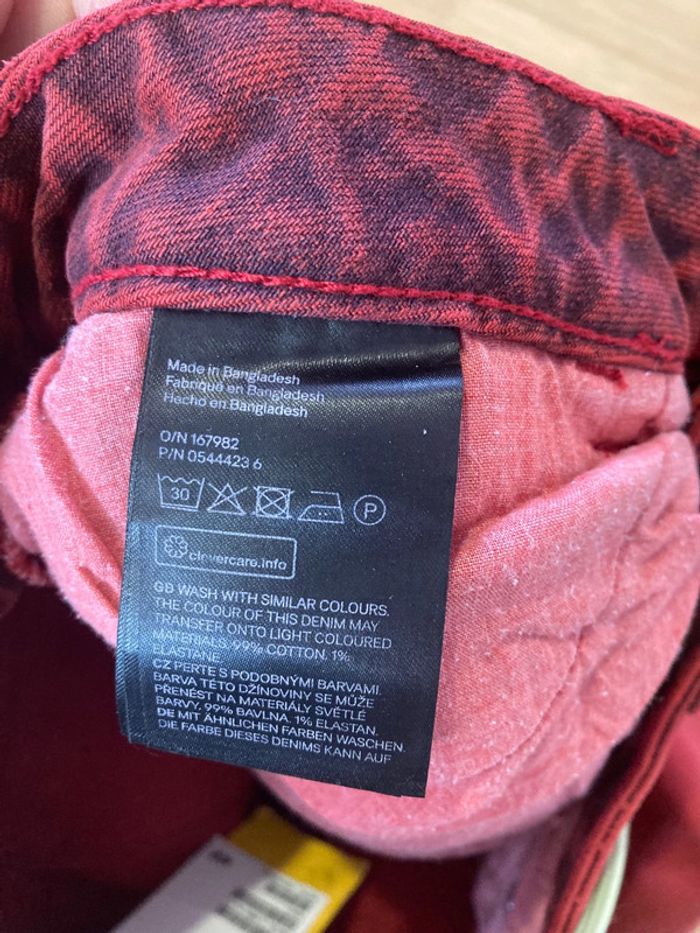 Made in Bangladesh
Fabriqué en Bangladesh
Hecho en Bangladesh
O/N 167982
P/N 0544423 6
30
P
clevercare.info
GB WASH WITH SIMILAR COLOURS.
THE COLOUR OF THIS DENIM MAY
TRANSFER ONTO LIGHT COLOURED
MATERIALS. 99% COTTON, 1%
ELASTANE
CZ PERTE S PODOBNÝMI BARVAMI.
BARVA TÉTO DŽÍNOVINY SE MŮŽE
PŘENÉST NA MATERIÁLY SVĚTLÉ
BARVY. 99% BAVLNA, 1% ELASTAN.
DE MIT ÄHNLICHEN FARBEN WASCHEN.
DIE FARBE DIESES DENIMS KANN AUF